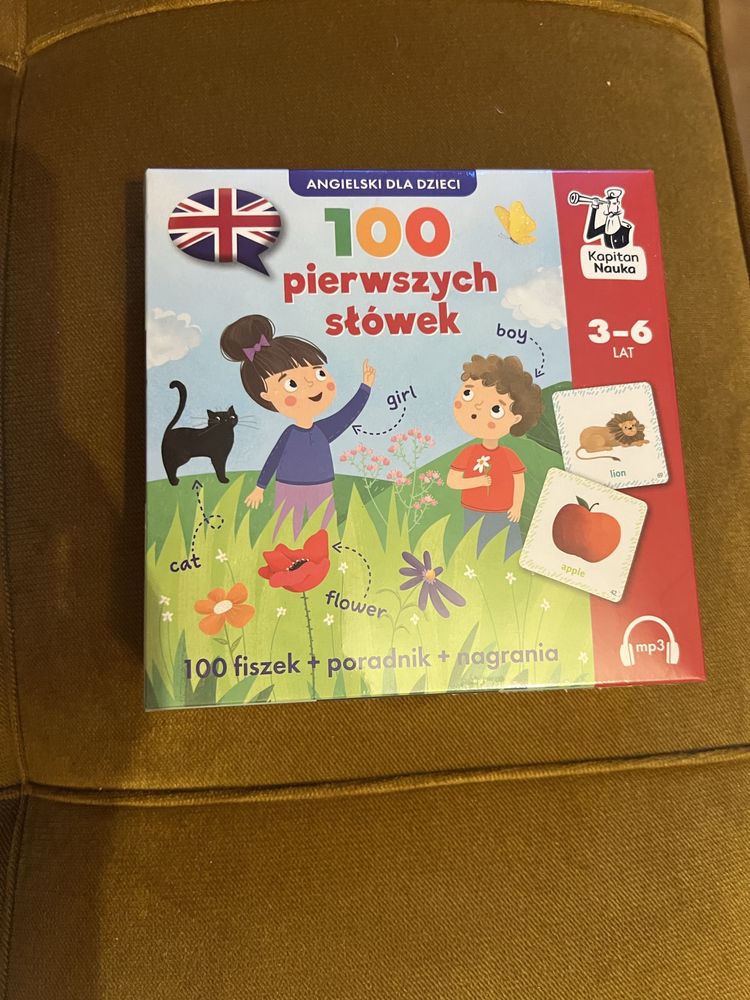 ANGIELSKI DLA DZIECI
100
pierwszych
słówek
Kapitan
Nauka
3–6
LAT
boy
girl
cat
flower
lion
apple
100 fiszek + poradnik + nagrania
mp3